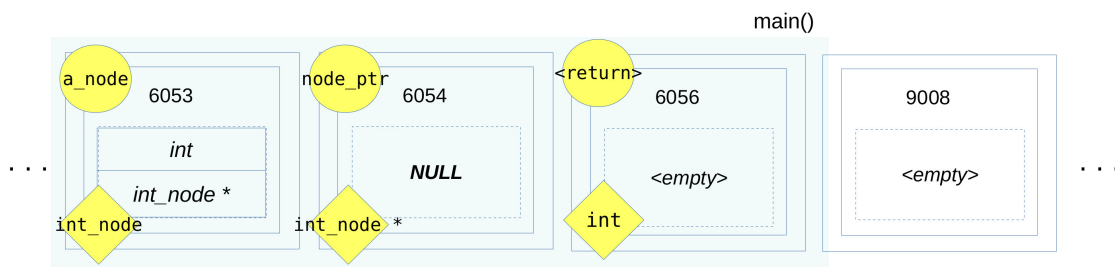 main()
a_node
6053
int
int_node *
int_node
node_ptr
6054
NULL
int_node *
<return>
6056
<empty>
int
9008
<empty>
. . .
. . .